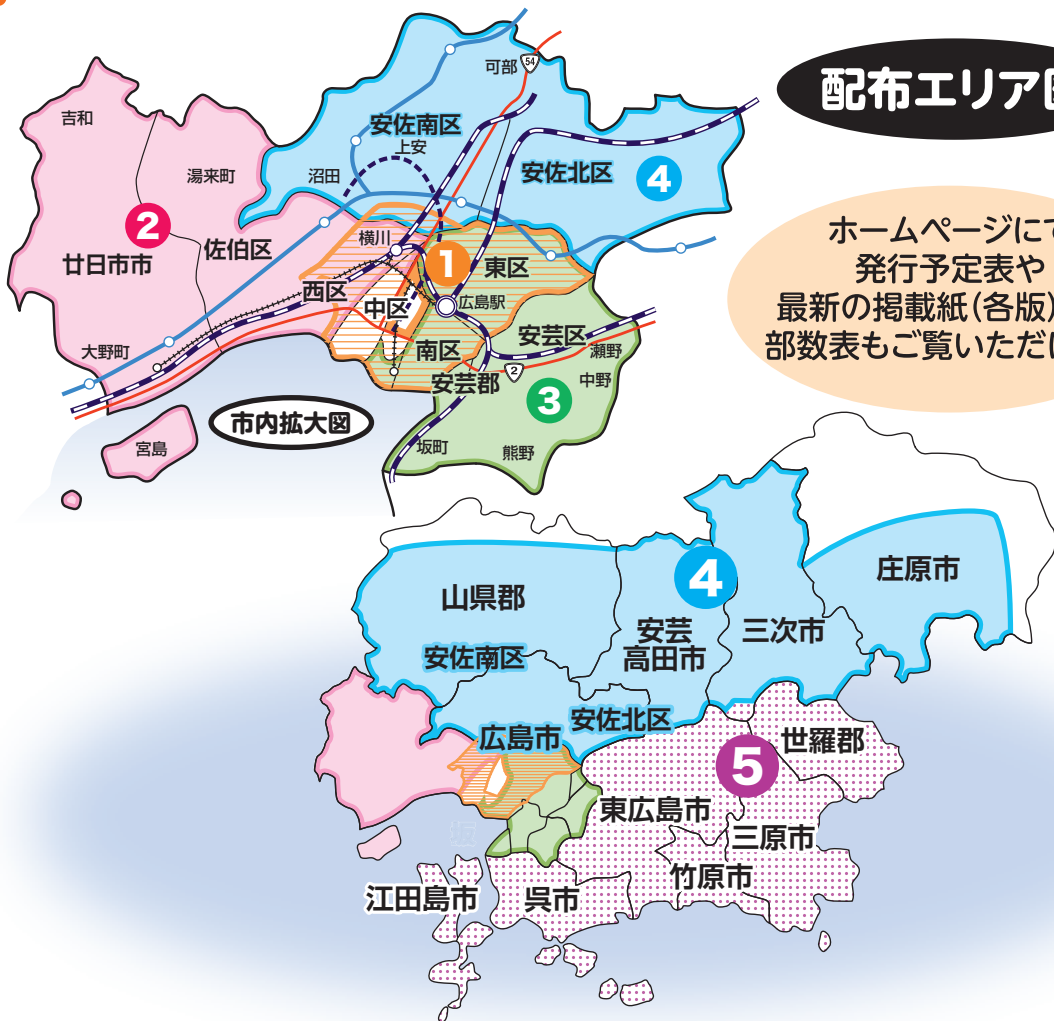 配布エリア
ホームページにて
発行予定表や
最新の掲載紙(各版)
部数表もご覧いただ
可部
54
吉和
安佐南区
上安
湯来町
沼田
安佐北区
4
2
横川
佐伯区
廿日市市
1
東区
西区
中区
広島駅
安芸区
大野町
南区
瀬野
2
中野
安芸郡
3
市内拡大図
坂町
熊野
宮島
4
庄原市
山県郡
安芸
高田市
三次市
安佐南区
安佐北区
広島市
世羅郡
5
東広島市
三原市
竹原市
江田島市
呉市